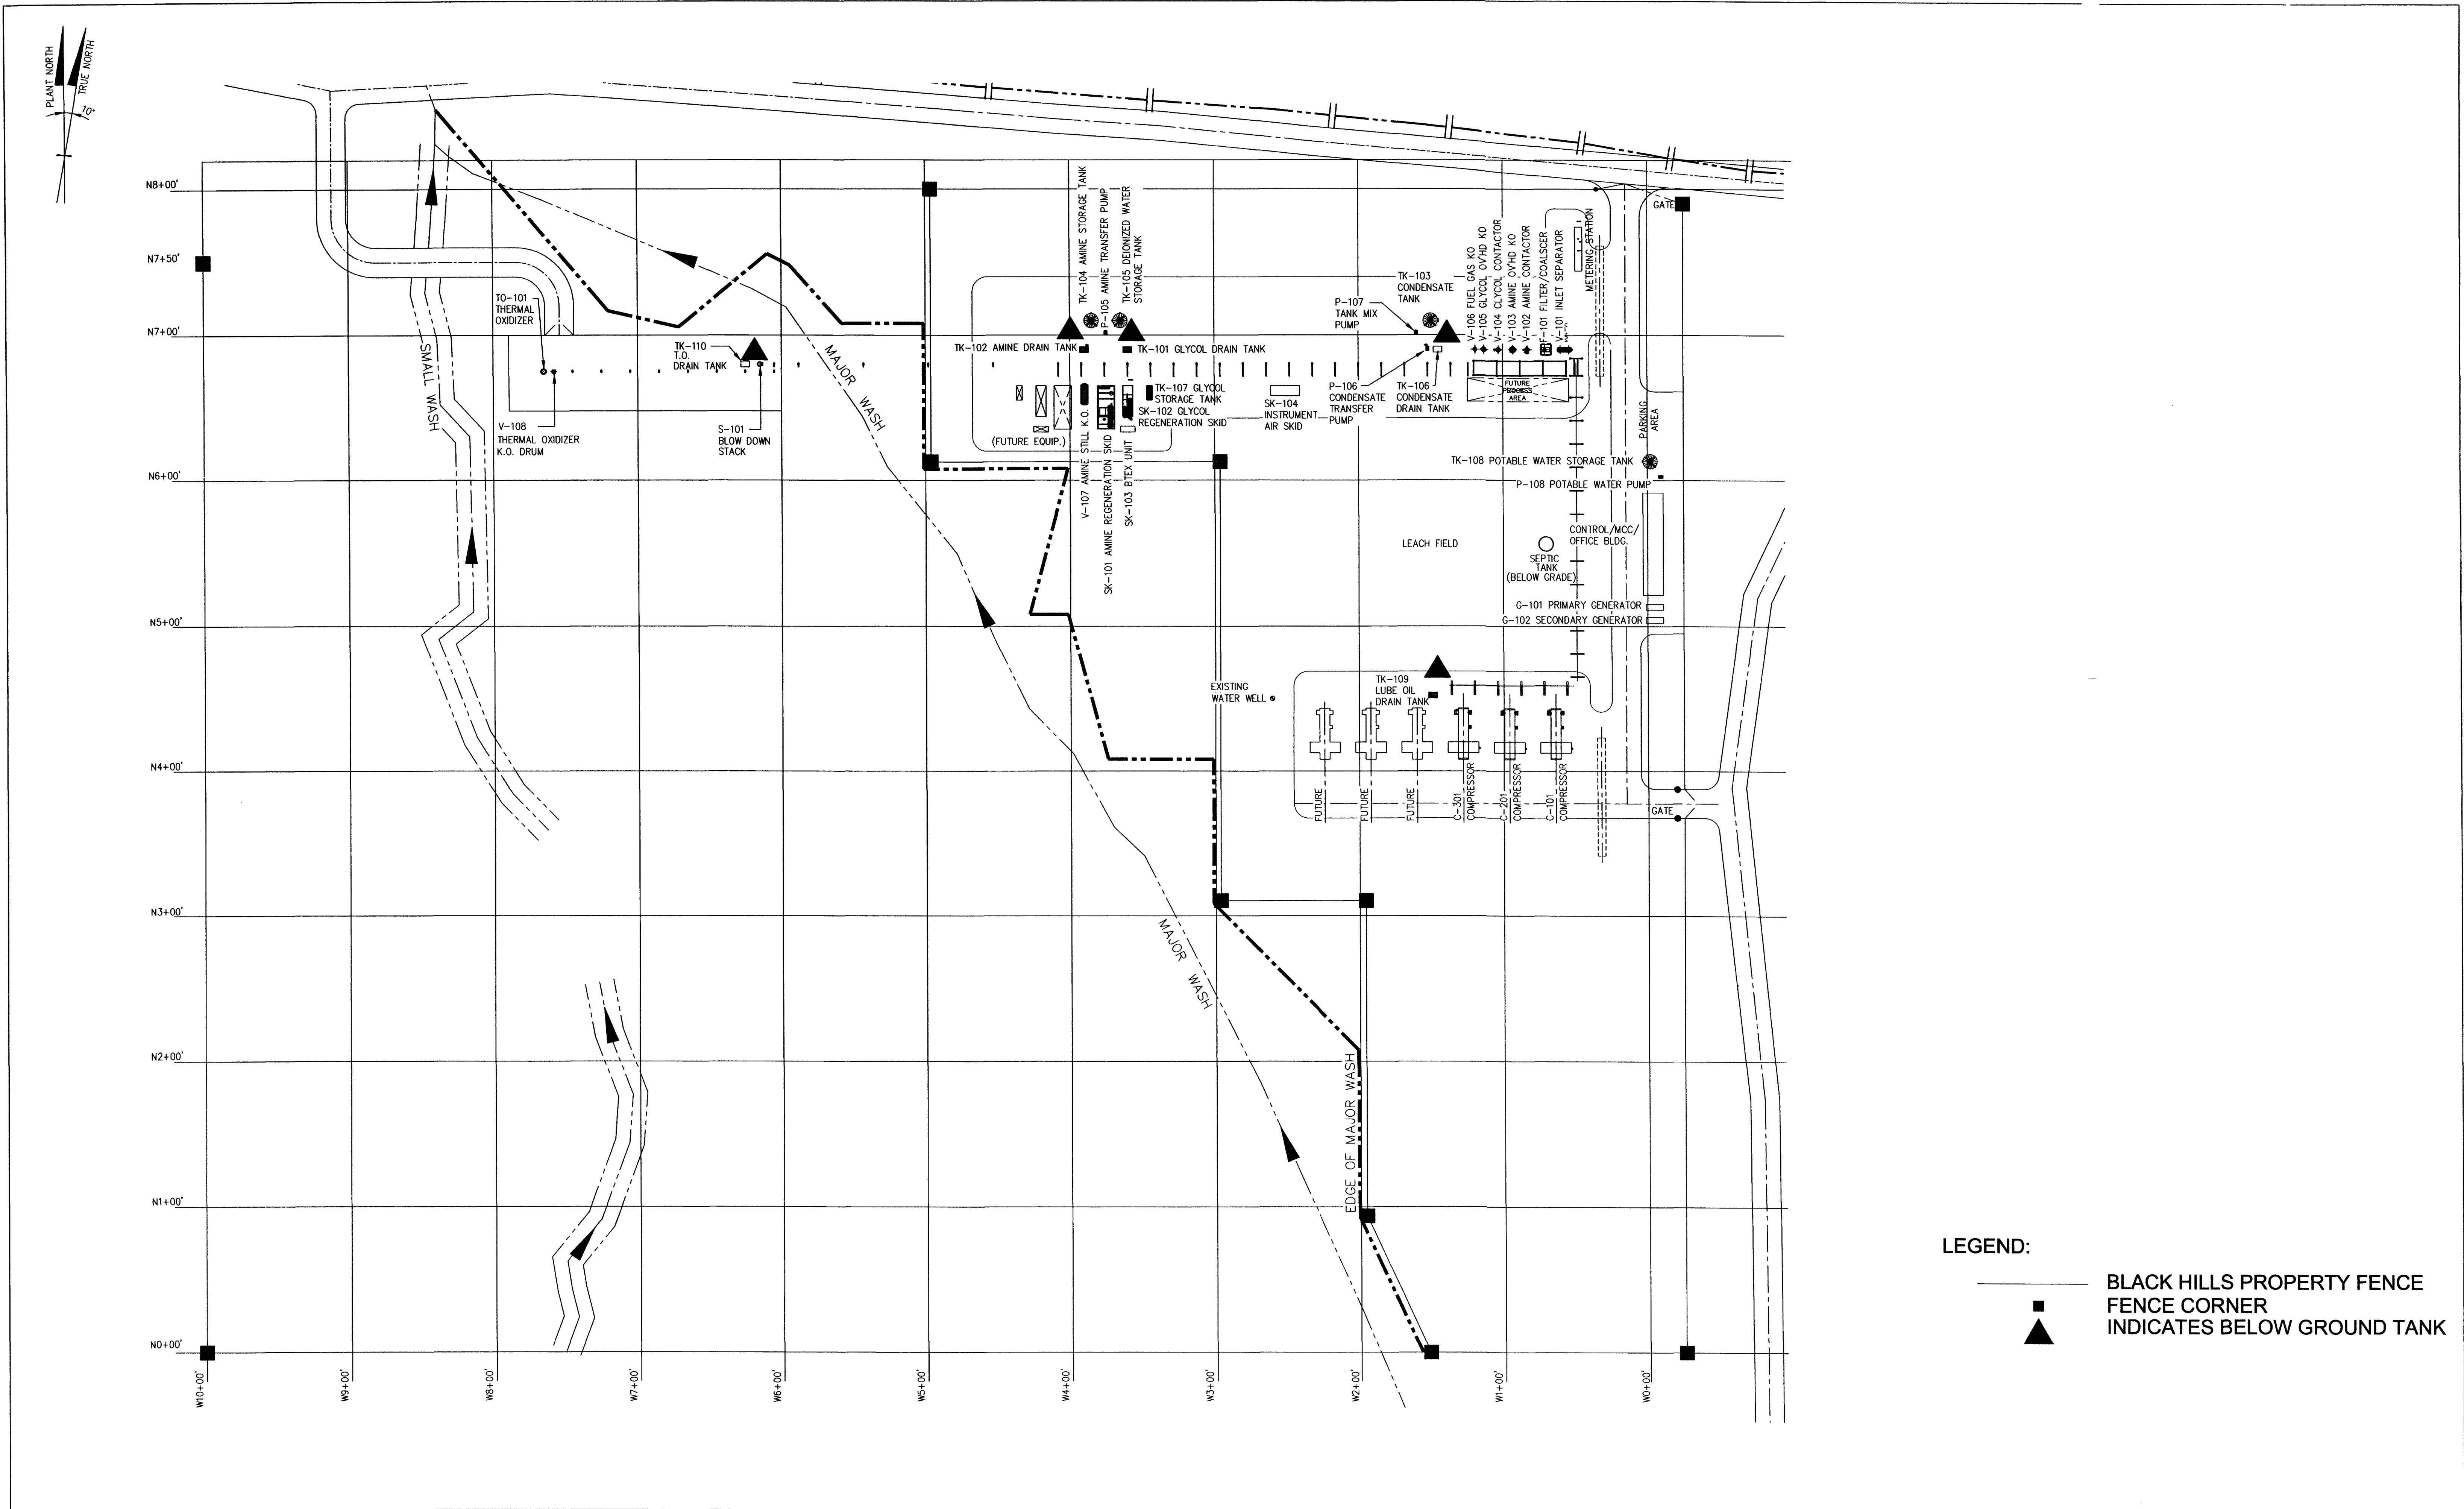 PLANT NORTH
TRUE NORTH
10°
N8+00'
N7+50'
N7+00'
N6+00'
N5+00'
N4+00'
N3+00'
N2+00'
N1+00'
N0+00'
W10+00'
W9+00'
W8+00'
W7+00'
W6+00'
W5+00'
W4+00'
W3+00'
W2+00'
W1+00'
W0+00'
SMALL WASH
TO-101
THERMAL
OXIDIZER
V-108
THERMAL OXIDIZER
K.O. DRUM
TK-110
T.O.
DRAIN TANK
S-101
BLOW DOWN
STACK
MAJOR WASH
TK-104 AMINE STORAGE TANK
P-105 AMINE TRANSFER PUMP
TK-105 DEIONIZED WATER
STORAGE TANK
TK-102 AMINE DRAIN TANK
TK-101 GLYCOL DRAIN TANK
TK-107 GLYCOL
STORAGE TANK
SK-102 GLYCOL
REGENERATION SKID
(FUTURE EQUIP.)
V-107 AMINE STILL K.O.
SK-101 AMINE REGENERATION SKID
SK-103 BTEX UNIT
SK-104
INSTRUMENT
AIR SKID
P-107
TANK MIX
PUMP
TK-103
CONDENSATE
TANK
P-106
CONDENSATE
TRANSFER
PUMP
TK-106
CONDENSATE
DRAIN TANK
V-106 FUEL GAS KO
V-105 GLYCOL OV'HD KO
V-104 GLYCOL CONTACTOR
V-103 AMINE OV'HD KO
V-102 AMINE CONTACTOR
F-101 FILTER/COALSCER
V-101 INLET SEPARATOR
METERING STATION
FUTURE
PROCESS
AREA
GATE
PARKING
AREA
TK-108 POTABLE WATER STORAGE TANK
P-108 POTABLE WATER PUMP
LEACH FIELD
CONTROL/MCC/
OFFICE BLDG.
SEPTIC
TANK
(BELOW GRADE)
G-101 PRIMARY GENERATOR
G-102 SECONDARY GENERATOR
EXISTING
WATER WELL
TK-109
LUBE OIL
DRAIN TANK
FUTURE
FUTURE
FUTURE
C-301
COMPRESSOR
C-201
COMPRESSOR
C-101
COMPRESSOR
GATE
MAJOR WASH
EDGE OF MAJOR WASH
LEGEND:
BLACK HILLS PROPERTY FENCE
FENCE CORNER
INDICATES BELOW GROUND TANK